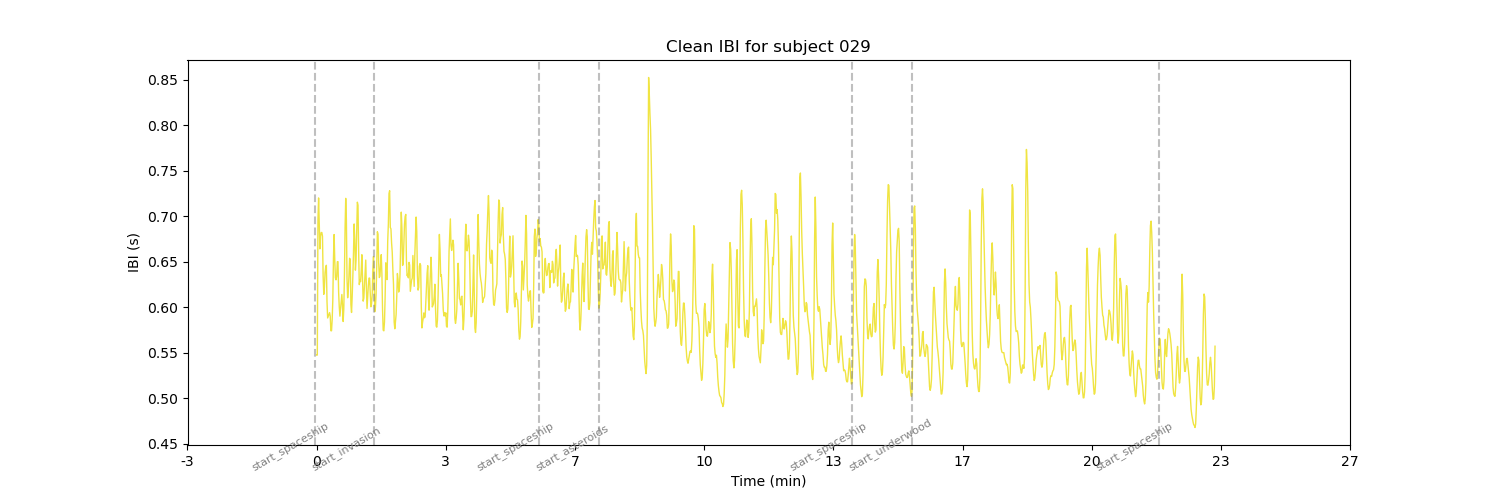 Clean IBI for subject 029
0.85
0.80
0.75
0.70
0.65
0.60
0.55
0.50
0.45
IBI (s)
start_spaceship
start_invasion
start_spaceship
start_asteroids
start_spaceship
start_underwood
start_spaceship
-3 0 3 7 10 13 17 20 23 27
Time (min)